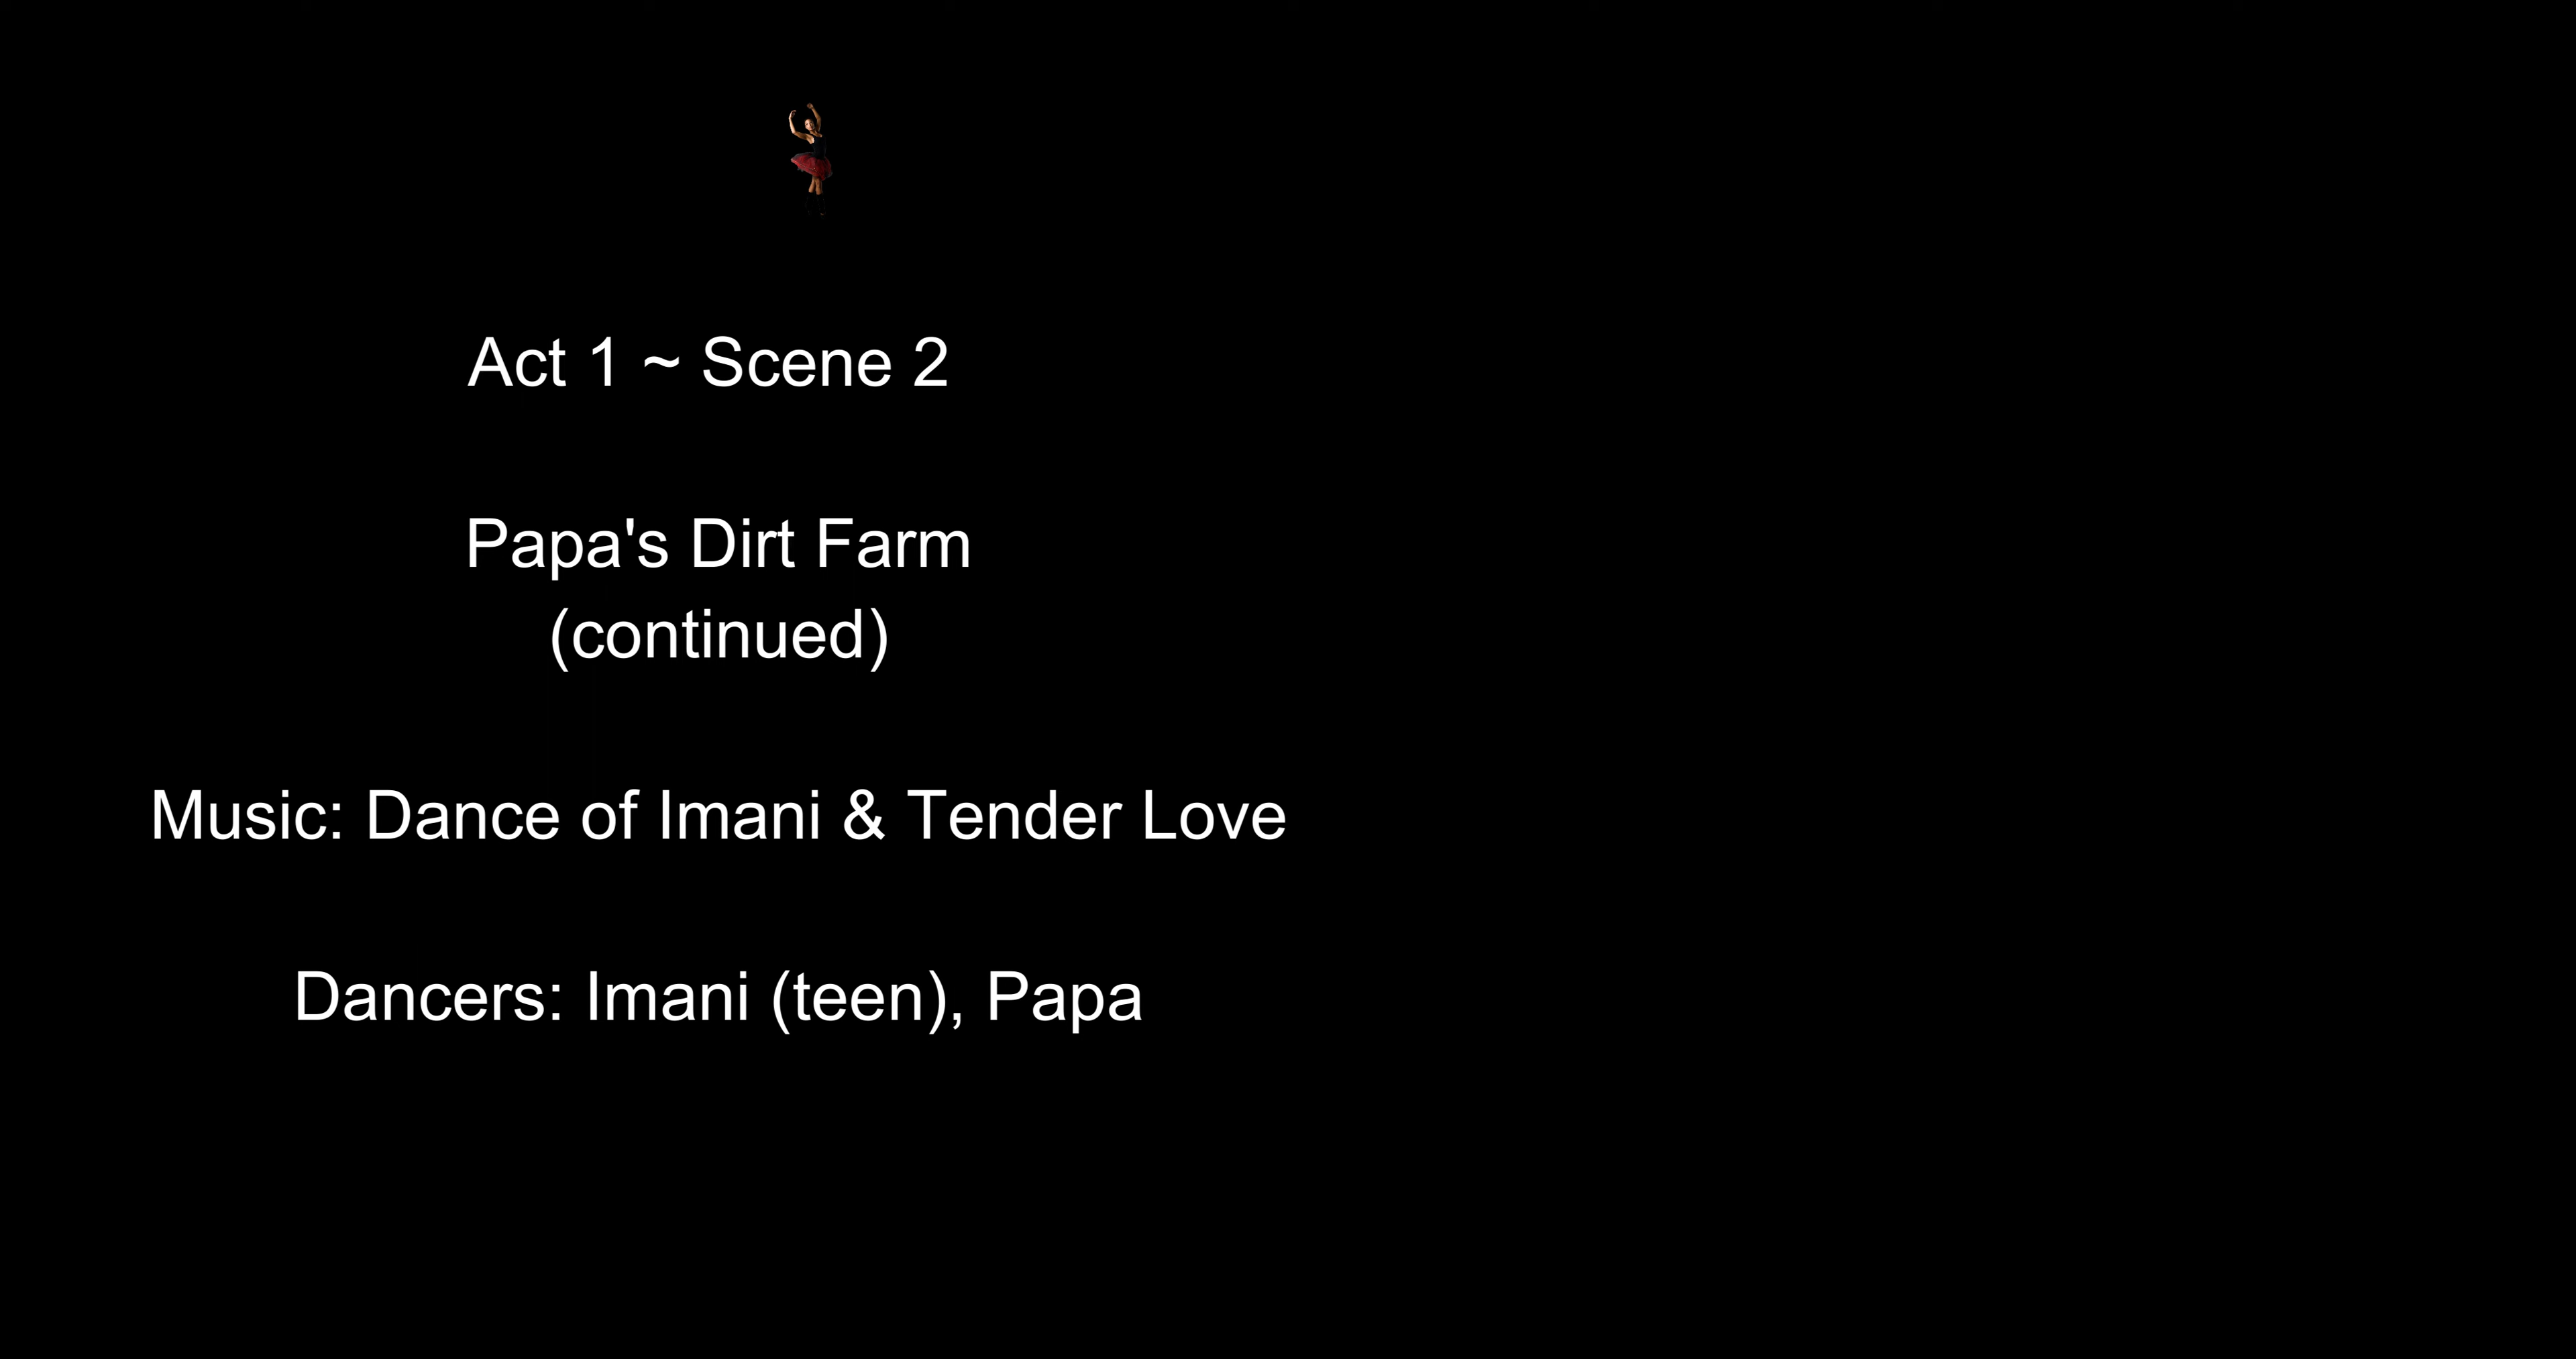 Act 1 ~ Scene 2
Papa's Dirt Farm
(continued)
Music: Dance of Imani & Tender Love
Dancers: Imani (teen), Papa